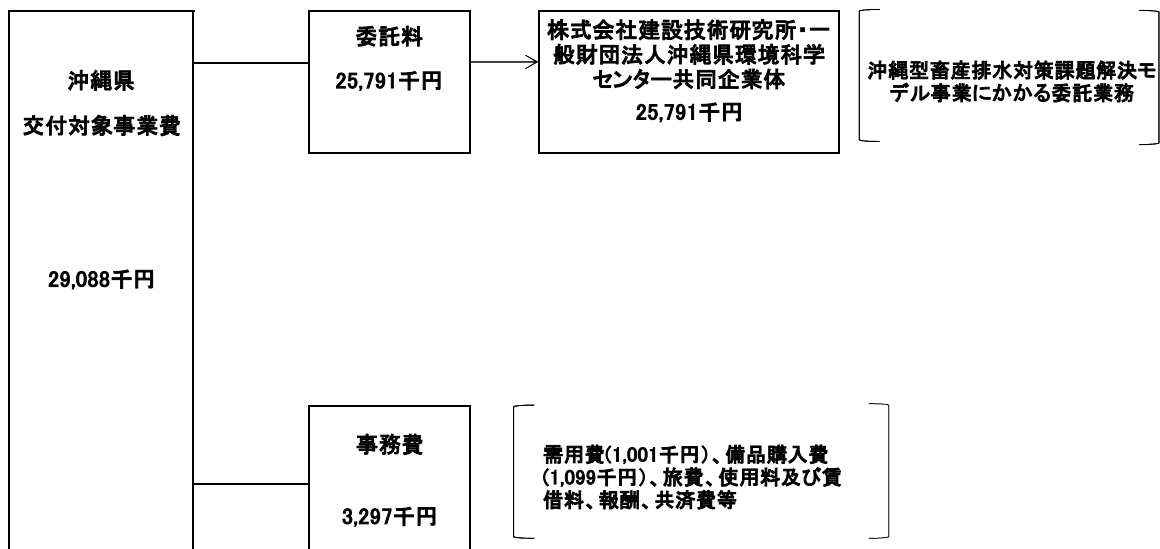 沖縄県
交付対象事業費
29,088千円
委託料
25,791千円
株式会社建設技術研究所・一
般財団法人沖縄県環境科学
センター共同企業体
25,791千円
沖縄型畜産排水対策課題解決モ
デル事業にかかる委託業務
事務費
3,297千円
需用費(1,001千円)、備品購入費
(1,099千円)、旅費、使用料及び賃
借料、報酬、共済費等